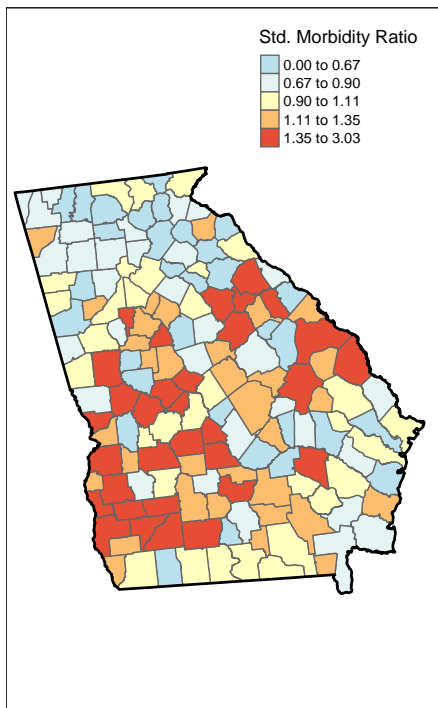 Std. Morbidity Ratio
0.00 to 0.67
0.67 to 0.90
0.90 to 1.11
1.11 to 1.35
1.35 to 3.03